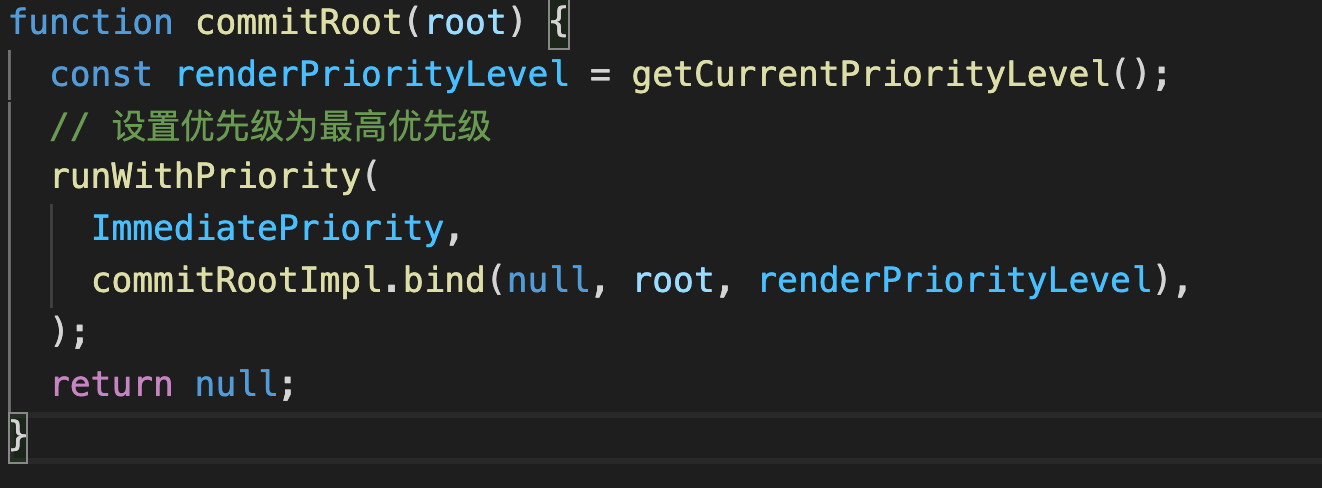 function commitRoot(root) {
const renderPriorityLevel = getCurrentPriorityLevel();
// 设置优先级为最高优先级
runWithPriority(
ImmediatePriority,
commitRootImpl.bind(null, root, renderPriorityLevel),
);
return null;
}